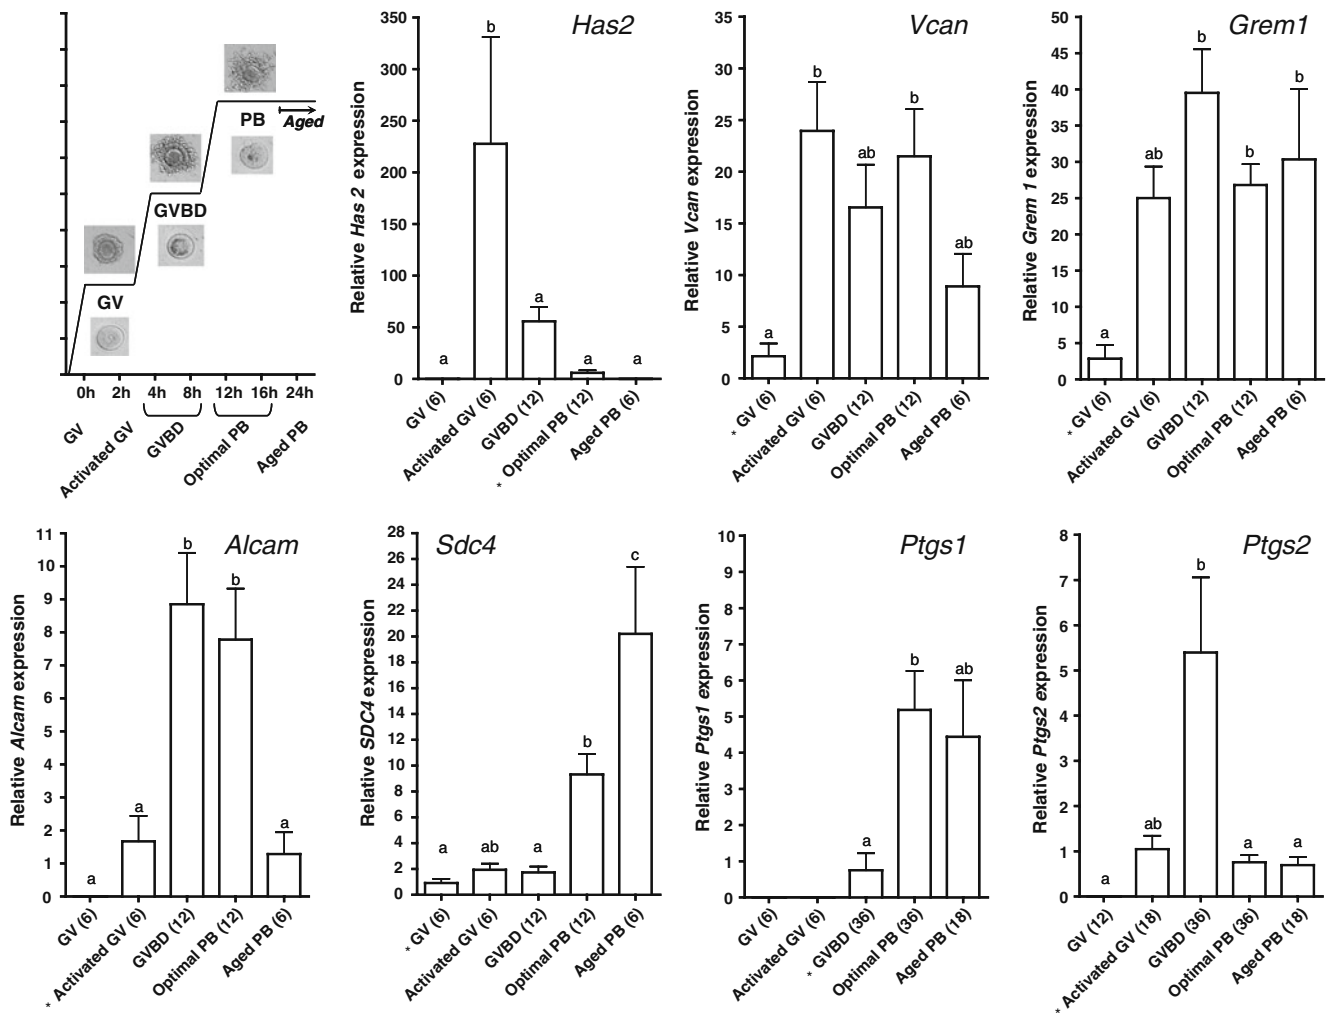 PB
Aged
GVBD
GV
0h 2h 4h 8h 12h 16h 24h
GV
Activated GV
GVBD
Optimal PB
Aged PB
Has2
Relative Has 2 expression
350
300
250
200
150
100
50
0
a
b
a
a
a
GV (6)
Activated GV (6)
GVBD (12)
* Optimal PB (12)
Aged PB (6)
Vcan
Relative Vcan expression
35
30
25
20
15
10
5
0
a
b
ab
b
ab
* GV (6)
Activated GV (6)
GVBD (12)
Optimal PB (12)
Aged PB (6)
Grem1
Relative Grem 1 expression
50
45
40
35
30
25
20
15
10
5
0
a
ab
b
b
b
* GV (6)
Activated GV (6)
GVBD (12)
Optimal PB (12)
Aged PB (6)
Alcam
Relative Alcam expression
11
10
9
8
7
6
5
4
3
2
1
0
a
a
b
b
a
GV (6)
* Activated GV (6)
GVBD (12)
Optimal PB (12)
Aged PB (6)
Sdc4
Relative SDC4 expression
28
26
24
22
20
18
16
14
12
10
8
6
4
2
0
a
ab
a
b
c
* GV (6)
Activated GV (6)
GVBD (12)
Optimal PB (12)
Aged PB (6)
Ptgs1
Relative Ptgs1 expression
10
9
8
7
6
5
4
3
2
1
0
a
b
ab
GV (6)
Activated GV (6)
* GVBD (36)
Optimal PB (36)
Aged PB (18)
Ptgs2
Relative Ptgs2 expression
8
7
6
5
4
3
2
1
0
a
ab
b
a
a
GV (12)
* Activated GV (18)
GVBD (36)
Optimal PB (36)
Aged PB (18)